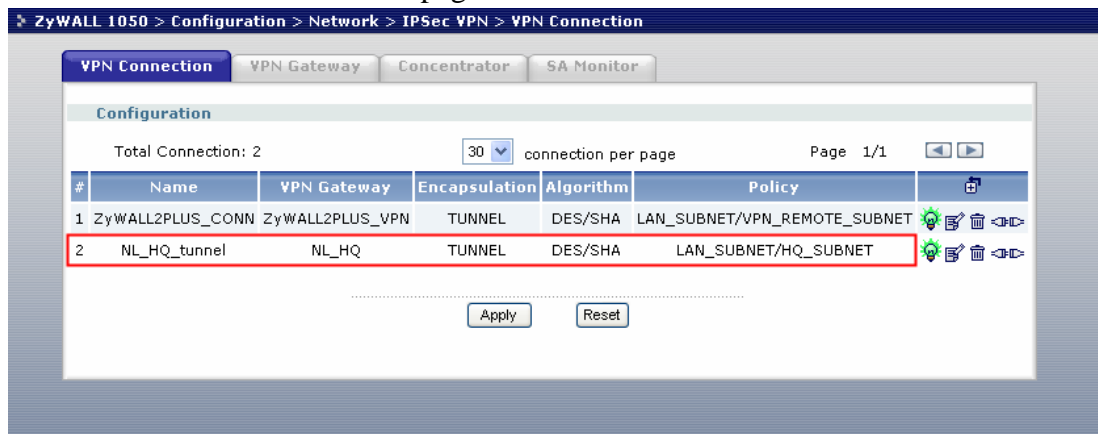 page
ZyWALL 1050 > Configuration > Network > IPSec VPN > VPN Connection
VPN Connection VPN Gateway Concentrator SA Monitor
Configuration
Total Connection: 2 30 connection per page Page 1/1
# Name VPN Gateway Encapsulation Algorithm Policy
1 ZyWALL2PLUS_CONN ZyWALL2PLUS_VPN TUNNEL DES/SHA LAN_SUBNET/VPN_REMOTE_SUBNET
2 NL_HQ_tunnel NL_HQ TUNNEL DES/SHA LAN_SUBNET/HQ_SUBNET
Apply Reset